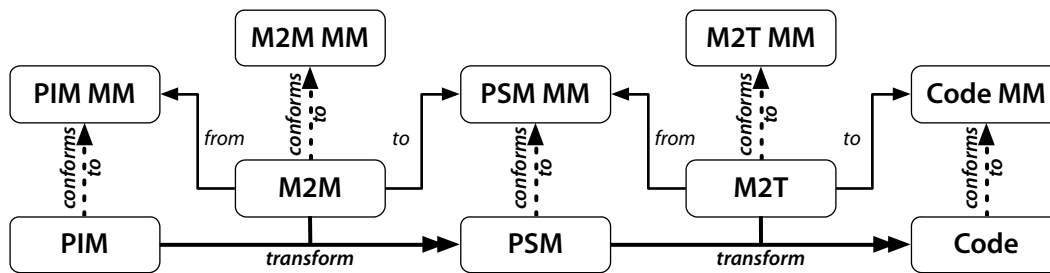 M2M MM
M2T MM
PIM MM
PSM MM
Code MM
conforms
to
conforms
to
from
to
from
to
conforms
to
conforms
to
conforms
to
M2M
M2T
PIM
PSM
Code
transform
transform